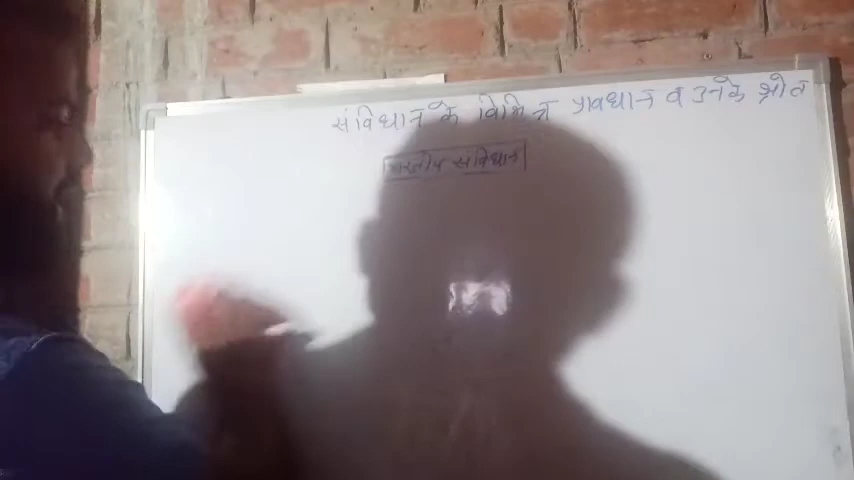 संविधान के विभिन्न प्रावधान व उनके श्रोत
भारतीय संविधान